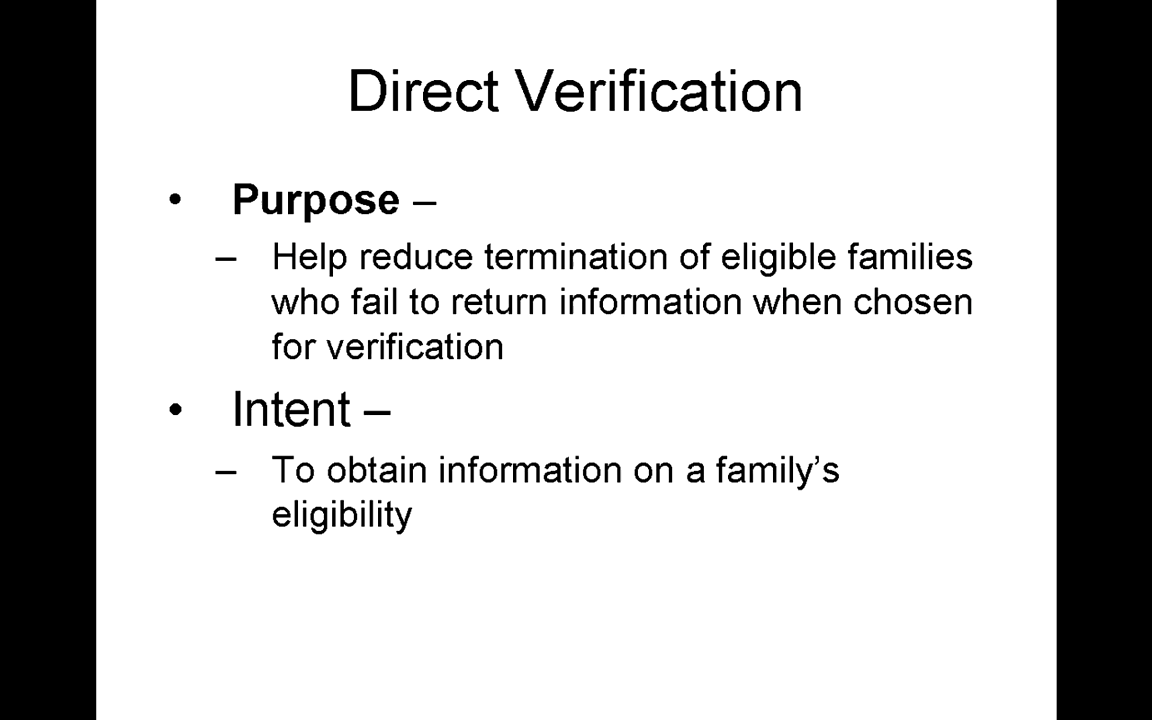 Direct Verification
• Purpose –
– Help reduce termination of eligible families
who fail to return information when chosen
for verification
• Intent –
– To obtain information on a family’s
eligibility